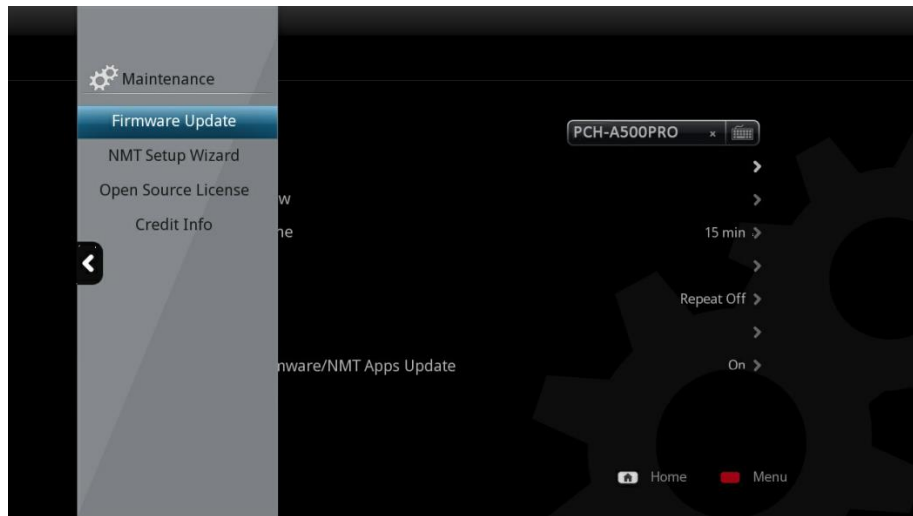 Maintenance
Firmware Update
NMT Setup Wizard
Open Source License
Credit Info
PCH-A500PRO ×
w
ne
15 min
Repeat Off
nware/NMT Apps Update
On
Home
Menu